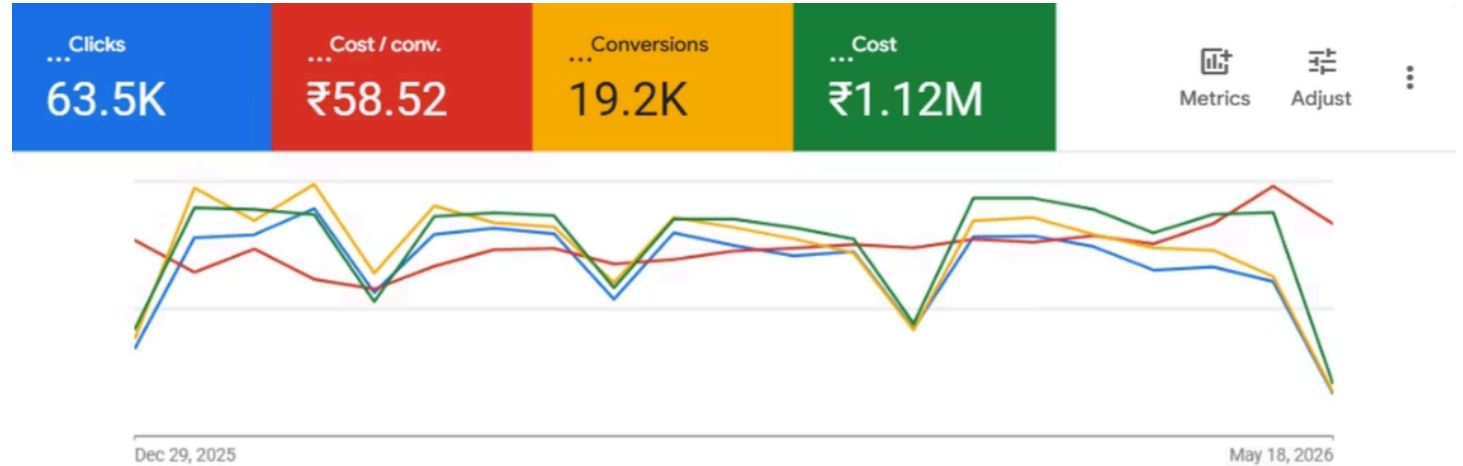 ...Clicks
63.5K
...Cost / conv.
₹58.52
...Conversions
19.2K
...Cost
₹1.12M
Metrics
Adjust
Dec 29, 2025
May 18, 2026